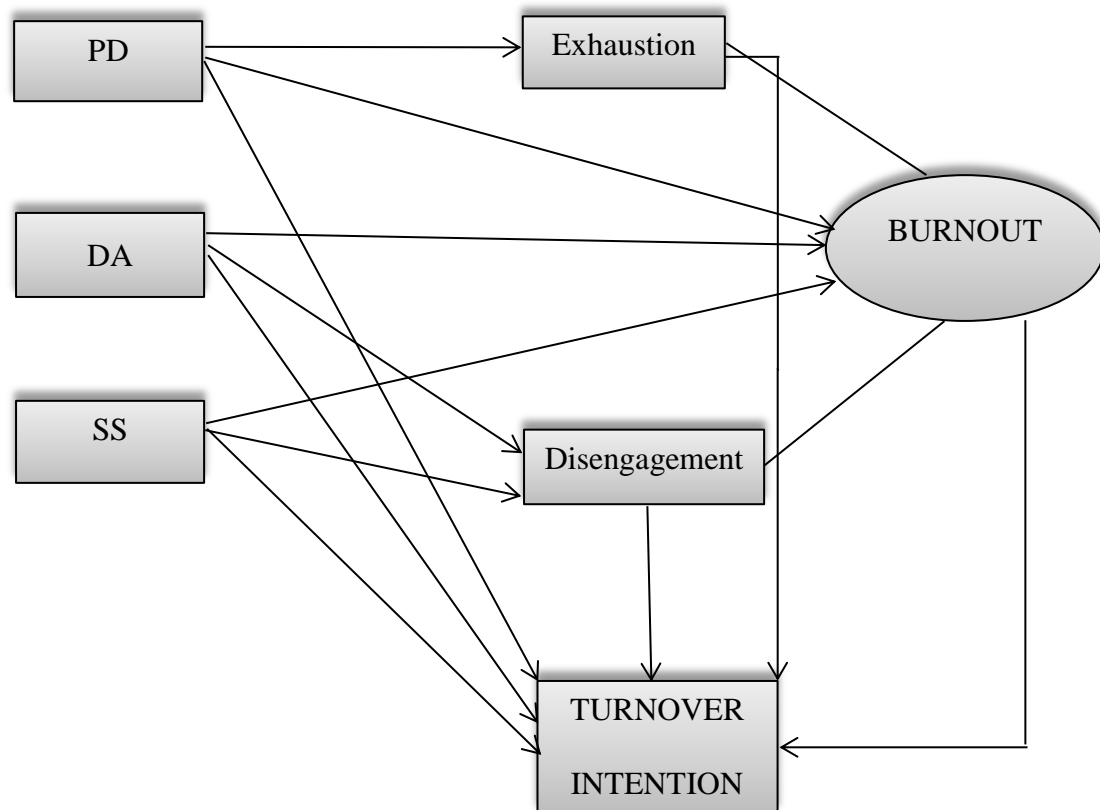 PD
Exhaustion
BURNOUT
DA
SS
Disengagement
TURNOVER
INTENTION